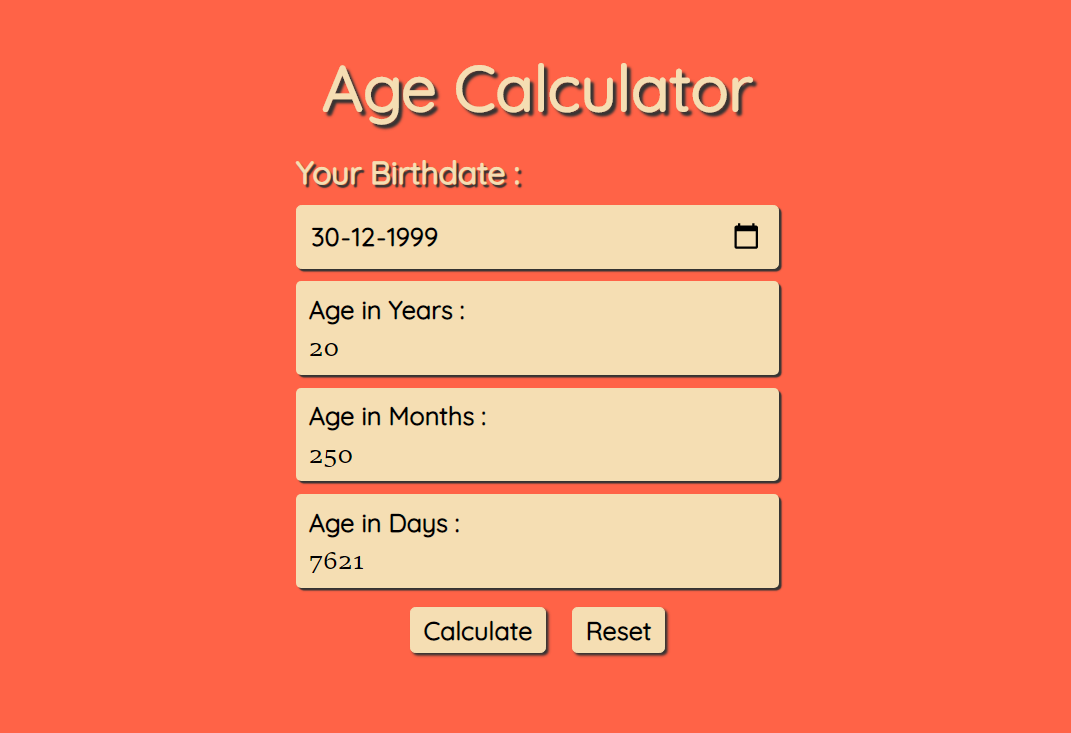 Age Calculator
Your Birthdate :
30-12-1999
Age in Years :
20
Age in Months :
250
Age in Days :
7621
Calculate Reset